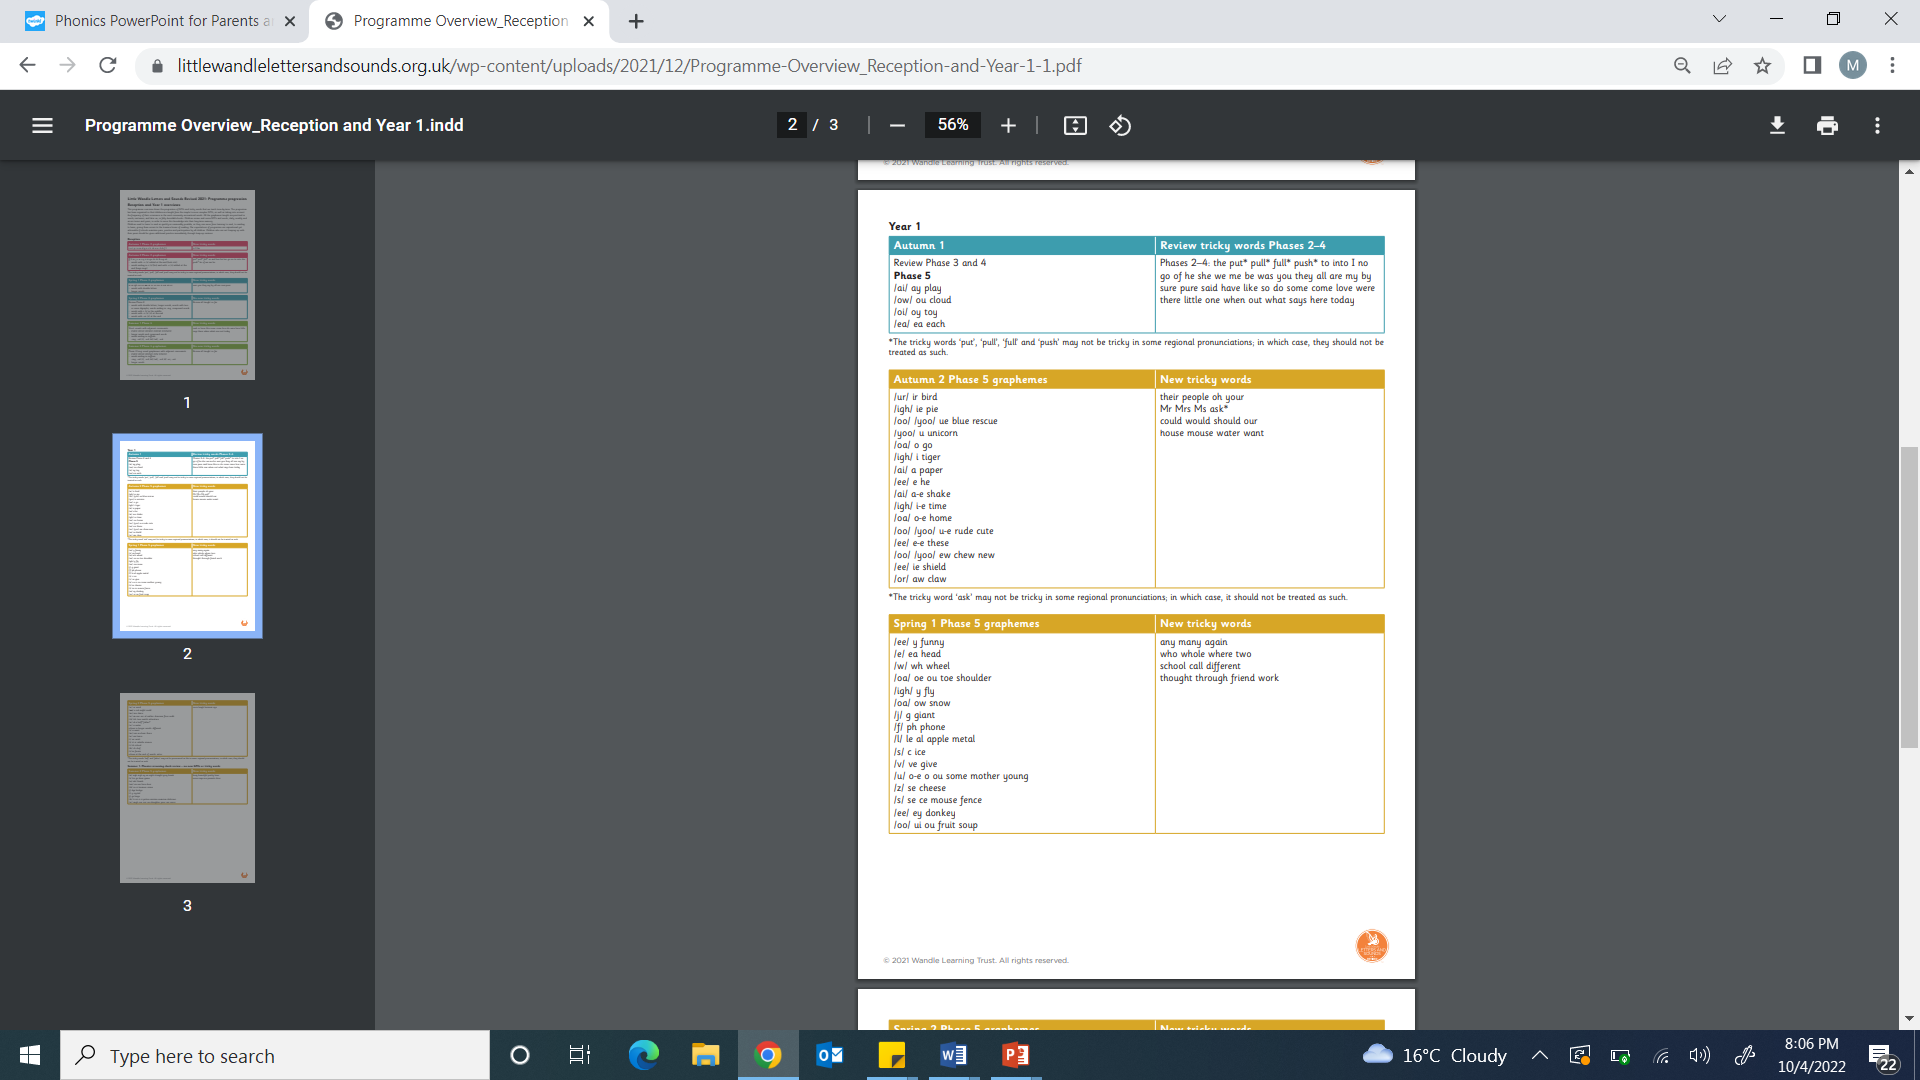 Phonics PowerPoint for Parents a
Programme Overview_Reception
littlewandlelettersandsounds.org.uk/wp-content/uploads/2021/12/Programme-Overview_Reception-and-Year-1-1.pdf
M
Programme Overview_Reception and Year 1.indd
2 / 3
56%
© 2021 Wandle Learning Trust. All rights reserved.
1
2
3
Year 1
Autumn 1
Review tricky words Phases 2–4
Review Phase 3 and 4
Phase 5
/ai/ ay play
/ow/ ou cloud
/oi/ oy toy
/ea/ ea each
Phases 2–4: the put* pull* full* push* to into I no
go of he she we me be was you they all are my by
sure pure said have like so do some come love were
there little one when out what says here today
*The tricky words ‘put’, ‘pull’, ‘full’ and ‘push’ may not be tricky in some regional pronunciations; in which case, they should not be
treated as such.
Autumn 2 Phase 5 graphemes
New tricky words
/ur/ ir bird
/igh/ ie pie
/oo/ /yoo/ ue blue rescue
/yoo/ u unicorn
/oa/ o go
/igh/ i tiger
/ai/ a paper
/ee/ e he
/ai/ a-e shake
/igh/ i-e time
/oa/ o-e home
/oo/ /yoo/ u-e rude cute
/ee/ e-e these
/oo/ /yoo/ ew chew new
/ee/ ie shield
/or/ aw claw
their people oh your
Mr Mrs Ms ask*
could would should our
house mouse water want
*The tricky word ‘ask’ may not be tricky in some regional pronunciations; in which case, it should not be treated as such.
Spring 1 Phase 5 graphemes
New tricky words
/ee/ y funny
/e/ ea head
/w/ wh wheel
/oa/ oe ou toe shoulder
/igh/ y fly
/oa/ ow snow
/j/ g giant
/f/ ph phone
/l/ le al apple metal
/s/ c ice
/v/ ve give
/u/ o-e o ou some mother young
/z/ se cheese
/s/ se ce mouse fence
/ee/ ey donkey
/oo/ ui ou fruit soup
any many again
who whole where two
school call different
thought through friend work
© 2021 Wandle Learning Trust. All rights reserved.
Spring 2 Phase 5 graphemes
New tricky words
Type here to search
16°C Cloudy
8:06 PM
10/4/2022
22